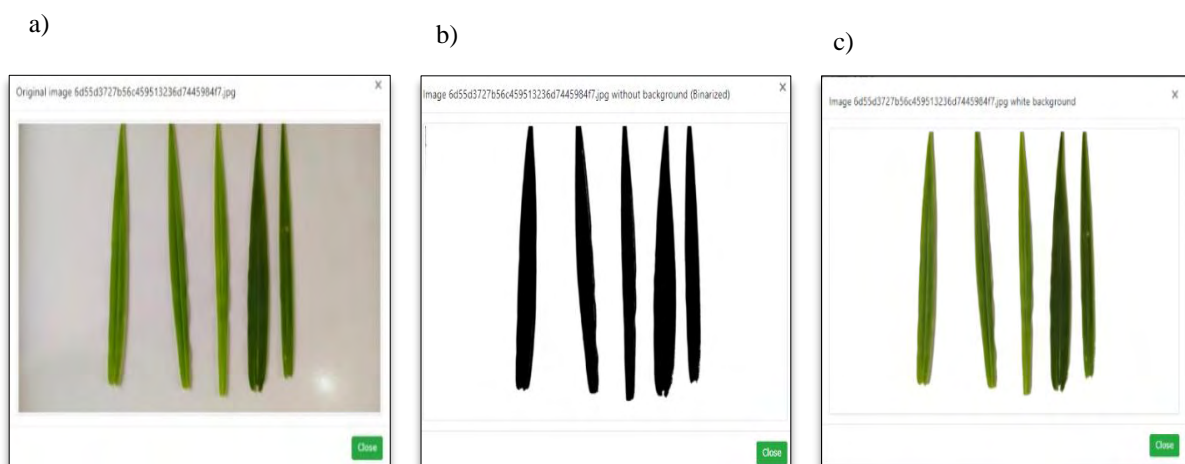 a)
b)
c)
Original image 6d55d3727b56c459513236d7445984f7.jpg
X
Image 6d55d3727b56c459513236d7445984f7.jpg without background (Binarized)
X
Image 6d55d3727b56c459513236d7445984f7.jpg white background
X
Close
Close
Close